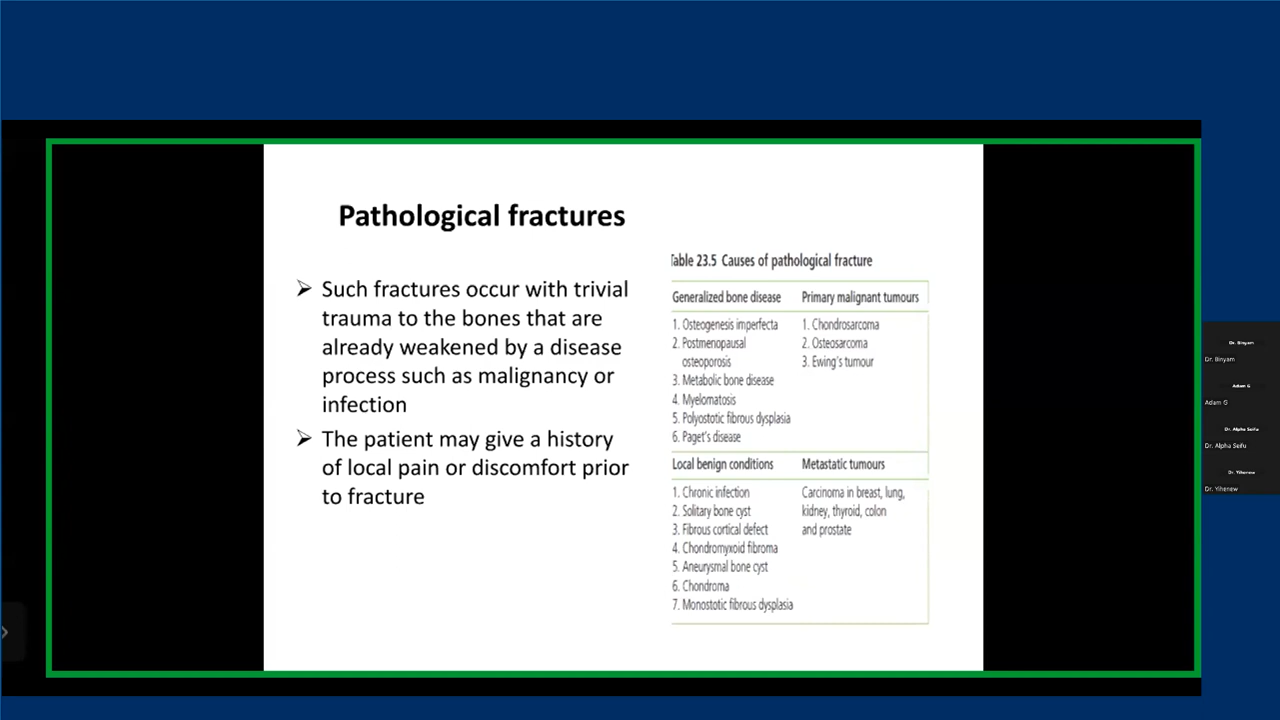 Pathological fractures
➢ Such fractures occur with trivial
trauma to the bones that are
already weakened by a disease
process such as malignancy or
infection
➢ The patient may give a history
of local pain or discomfort prior
to fracture
Table 23.5 Causes of pathological fracture
Generalized bone disease
1. Osteogenesis imperfecta
2. Postmenopausal
osteoporosis
3. Metabolic bone disease
4. Myelomatosis
5. Polyostotic fibrous dysplasia
6. Paget's disease
Primary malignant tumours
1. Chondrosarcoma
2. Osteosarcoma
3. Ewing's tumour
Local benign conditions
1. Chronic infection
2. Solitary bone cyst
3. Fibrous cortical defect
4. Chondromyxoid fibroma
5. Aneurysmal bone cyst
6. Chondroma
7. Monostotic fibrous dysplasia
Metastatic tumours
Carcinoma in breast, lung,
kidney, thyroid, colon
and prostate
Dr. Binyam
Dr. Binyam
Adam G
Adam G
Dr. Alpha Seifu
Dr. Alpha Seifu
Dr. Yihenew
Dr. Yihenew